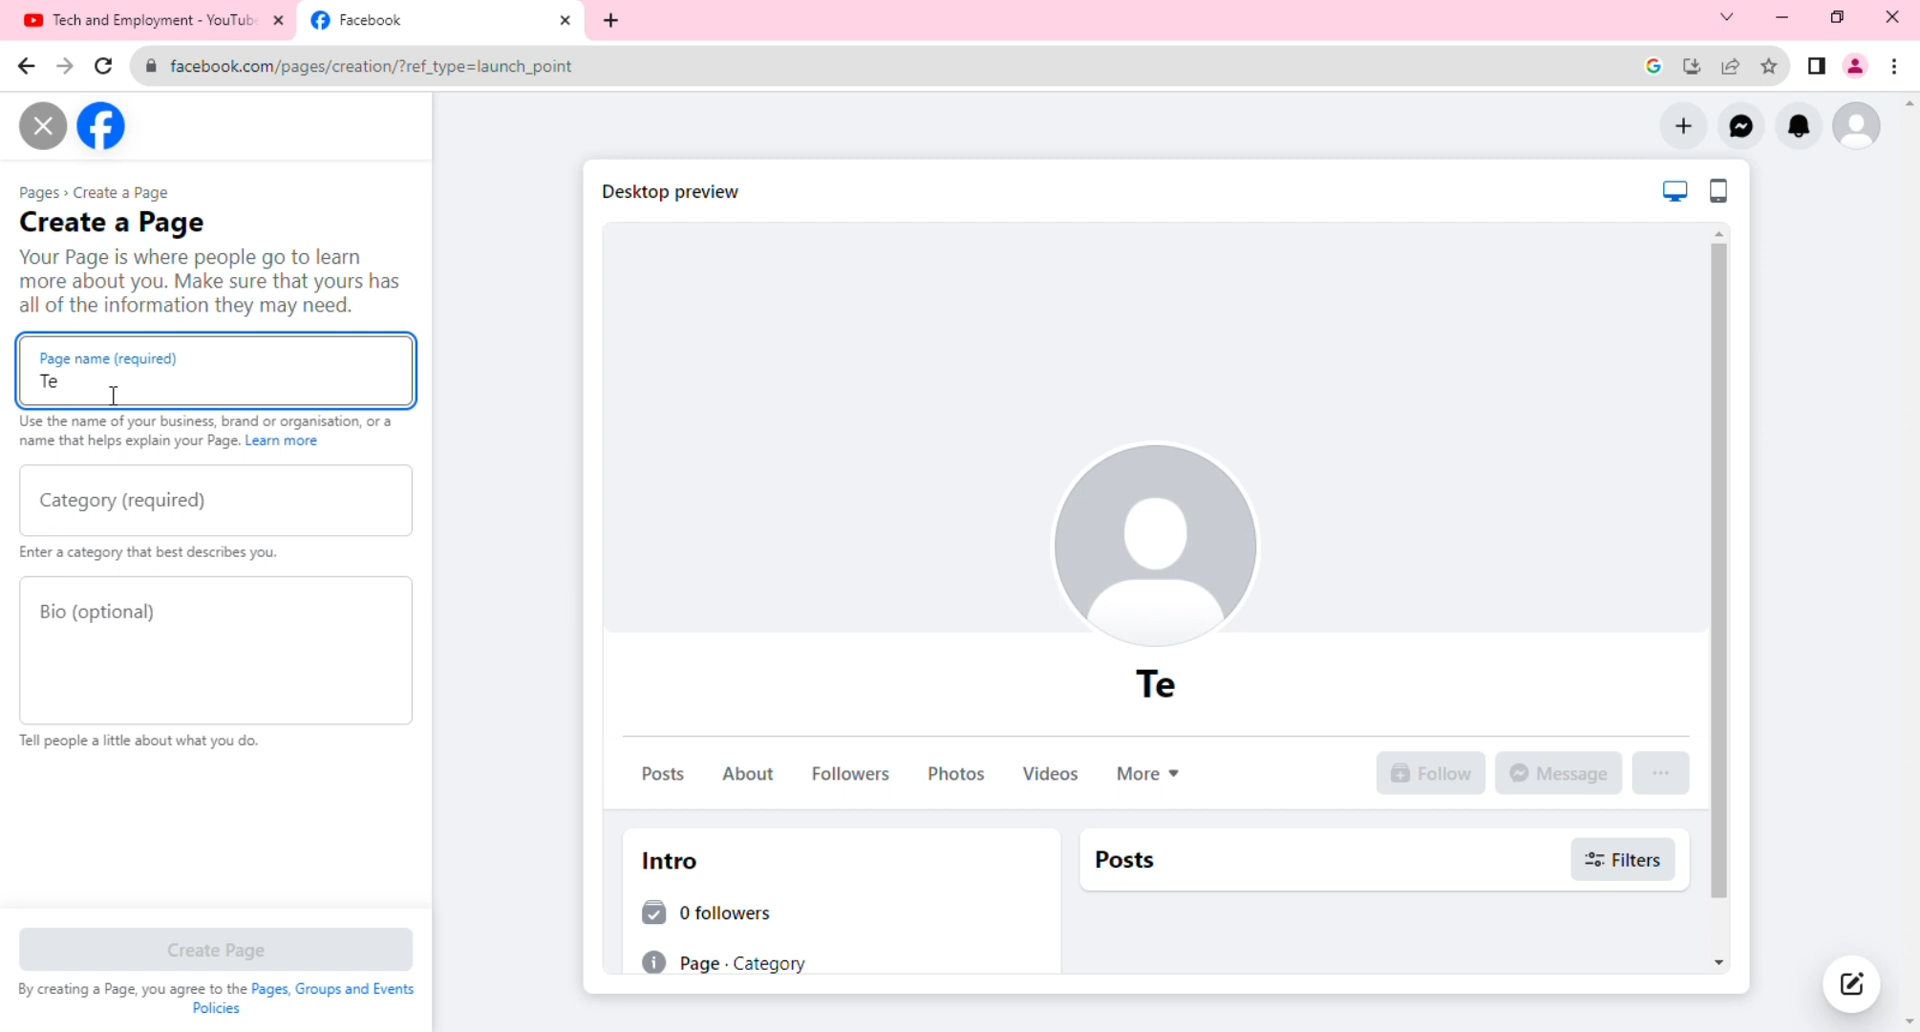 Tech and Employment - YouTube
Facebook
facebook.com/pages/creation/?ref_type=launch_point
Pages › Create a Page
Create a Page
Your Page is where people go to learn
more about you. Make sure that yours has
all of the information they may need.
Page name (required)
Te
Use the name of your business, brand or organisation, or a
name that helps explain your Page. Learn more
Category (required)
Enter a category that best describes you.
Bio (optional)
Tell people a little about what you do.
Create Page
By creating a Page, you agree to the Pages, Groups and Events
Policies
Desktop preview
Te
Posts About Followers Photos Videos More
Follow Message
Intro
0 followers
Page · Category
Posts
Filters